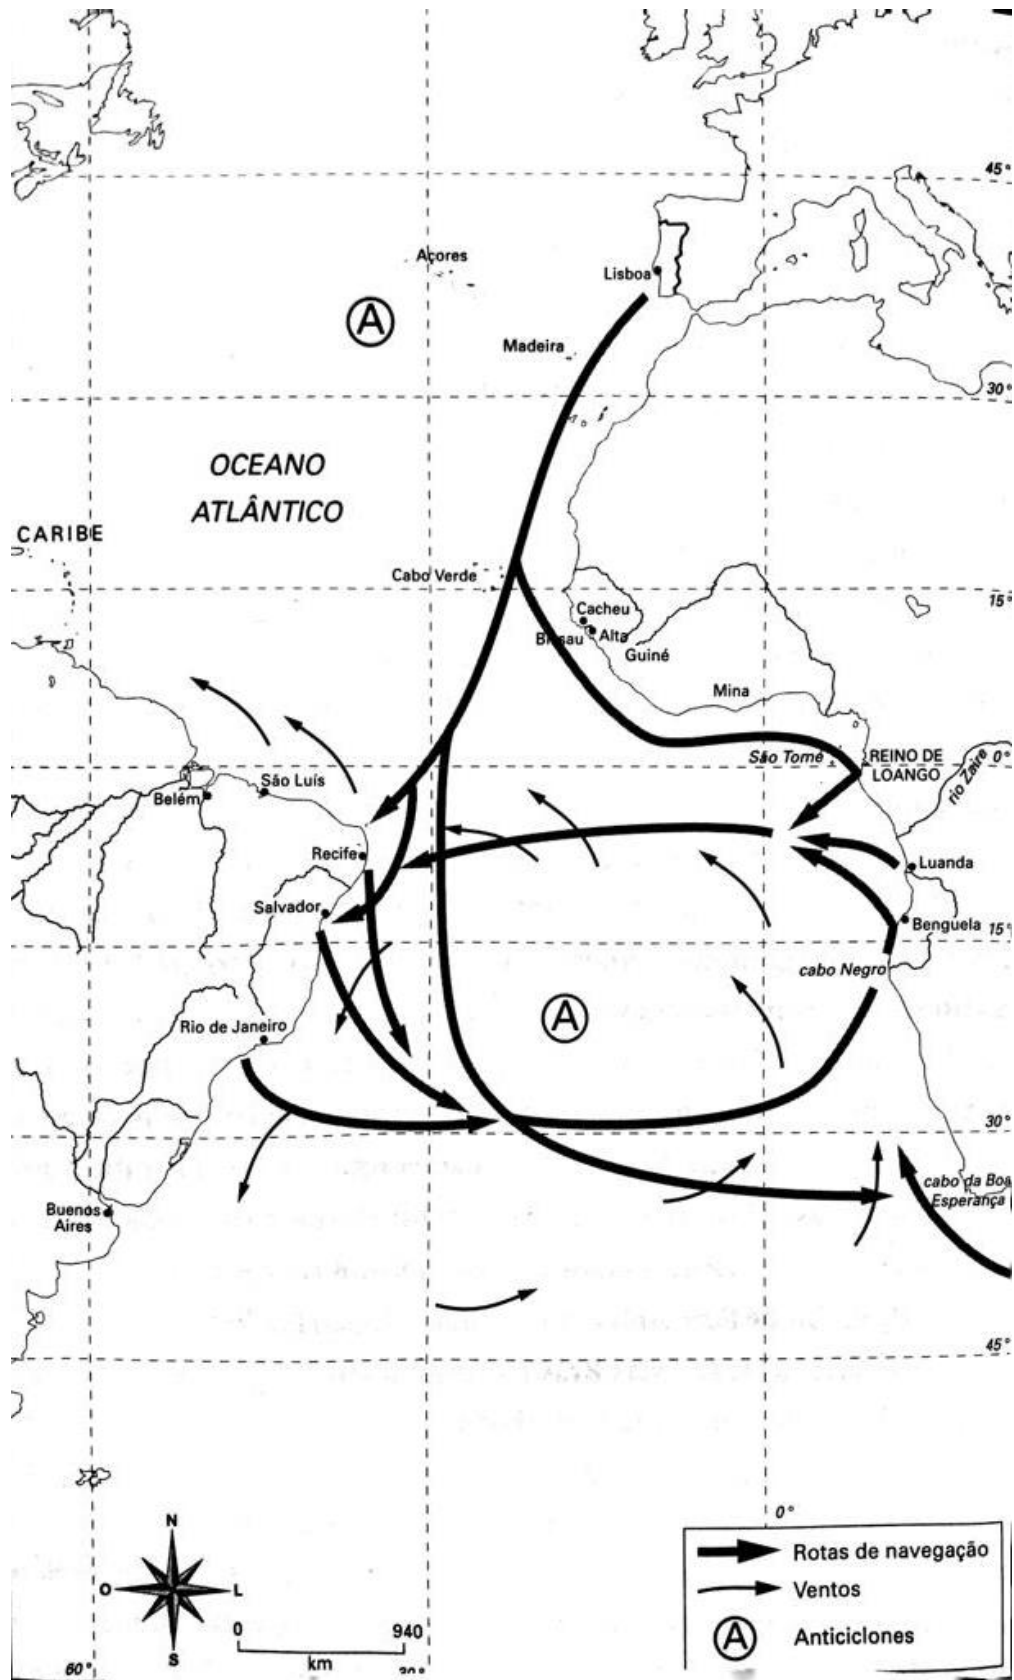 45°
Açores
Lisboa
A
Madeira
30°
OCEANO
ATLÂNTICO
CARIBE
Cabo Verde
15°
Cacheu
Bissau
Alta
Guiné
Mina
São Tomé
REINO DE
LOANGO
0°
rio Zaire
São Luís
Belém
Recife
Luanda
Salvador
Benguela
15°
cabo Negro
A
Rio de Janeiro
30°
cabo da Boa
Esperança
Buenos
Aires
45°
0°
N
O
L
S
0
940
km
Rotas de navegação
Ventos
A
Anticiclones
60°
30°